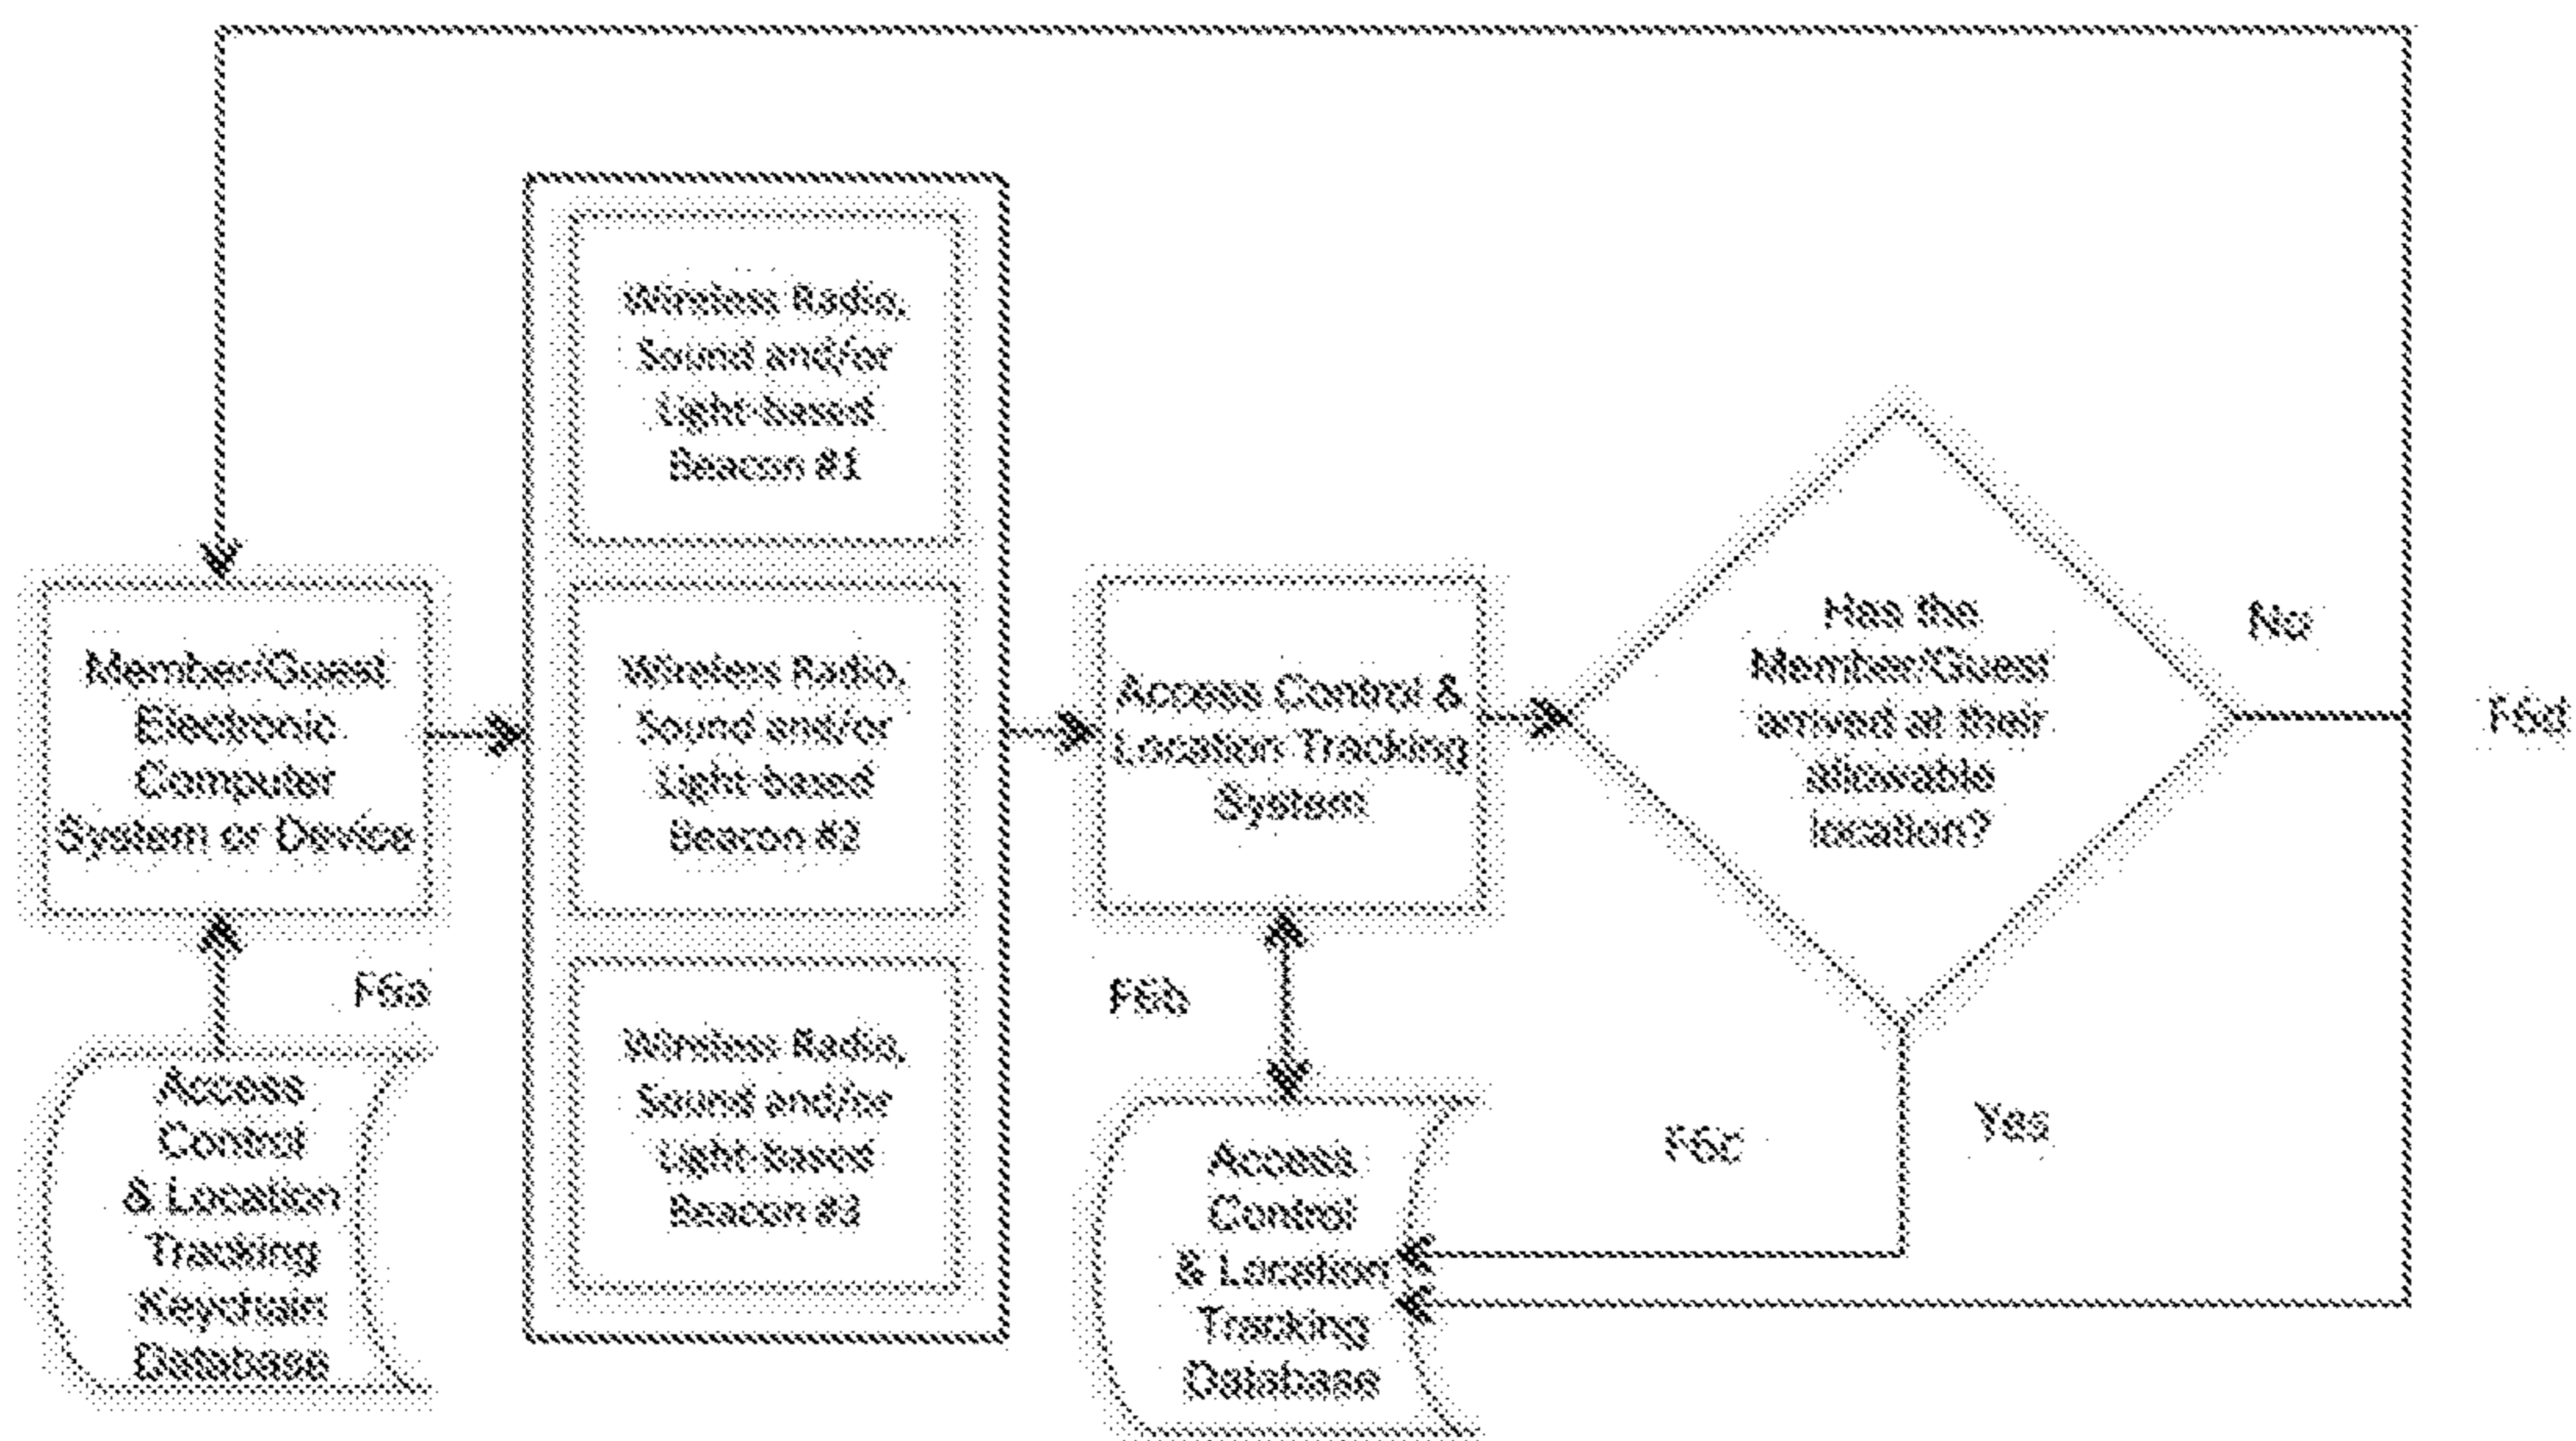 Member/Guest
Electronic
Computer
System or Device
F6a
Access
Control
& Location
Tracking
Keychain
Database
Wireless Radio,
Sound and/or
Light-based
Beacon #1
Wireless Radio,
Sound and/or
Light-based
Beacon #2
Wireless Radio,
Sound and/or
Light-based
Beacon #3
Access Control &
Location Tracking
System
F6b
Access
Control
& Location
Tracking
Database
Has the
Member/Guest
arrived at their
allowable
location?
No
F6d
F6c
Yes